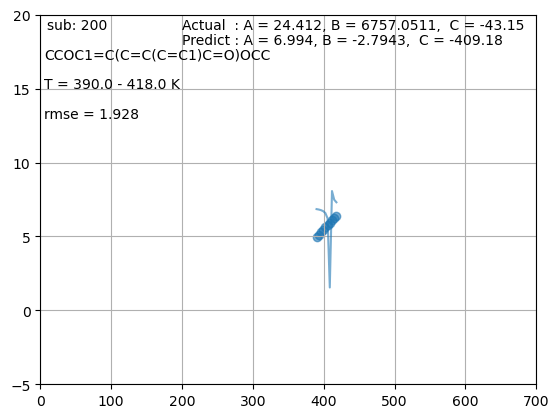 sub: 200
Actual  : A = 24.412, B = 6757.0511,  C = -43.15
Predict : A = 6.994, B = -2.7943,  C = -409.18
CCOC1=C(C=C(C=C1)C=O)OCC
T = 390.0 - 418.0 K
rmse = 1.928
20
15
10
5
0
−5
0 100 200 300 400 500 600 700